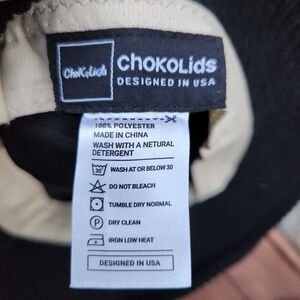 ChoKoLids
CHOKOLIDS
DESIGNED IN USA
100% POLYESTER
MADE IN CHINA
WASH WITH A NETURAL
DETERGENT
30°
WASH AT OR BELOW 30
DO NOT BLEACH
TUMBLE DRY NORMAL
P
DRY CLEAN
IRON LOW HEAT
DESIGNED IN USA